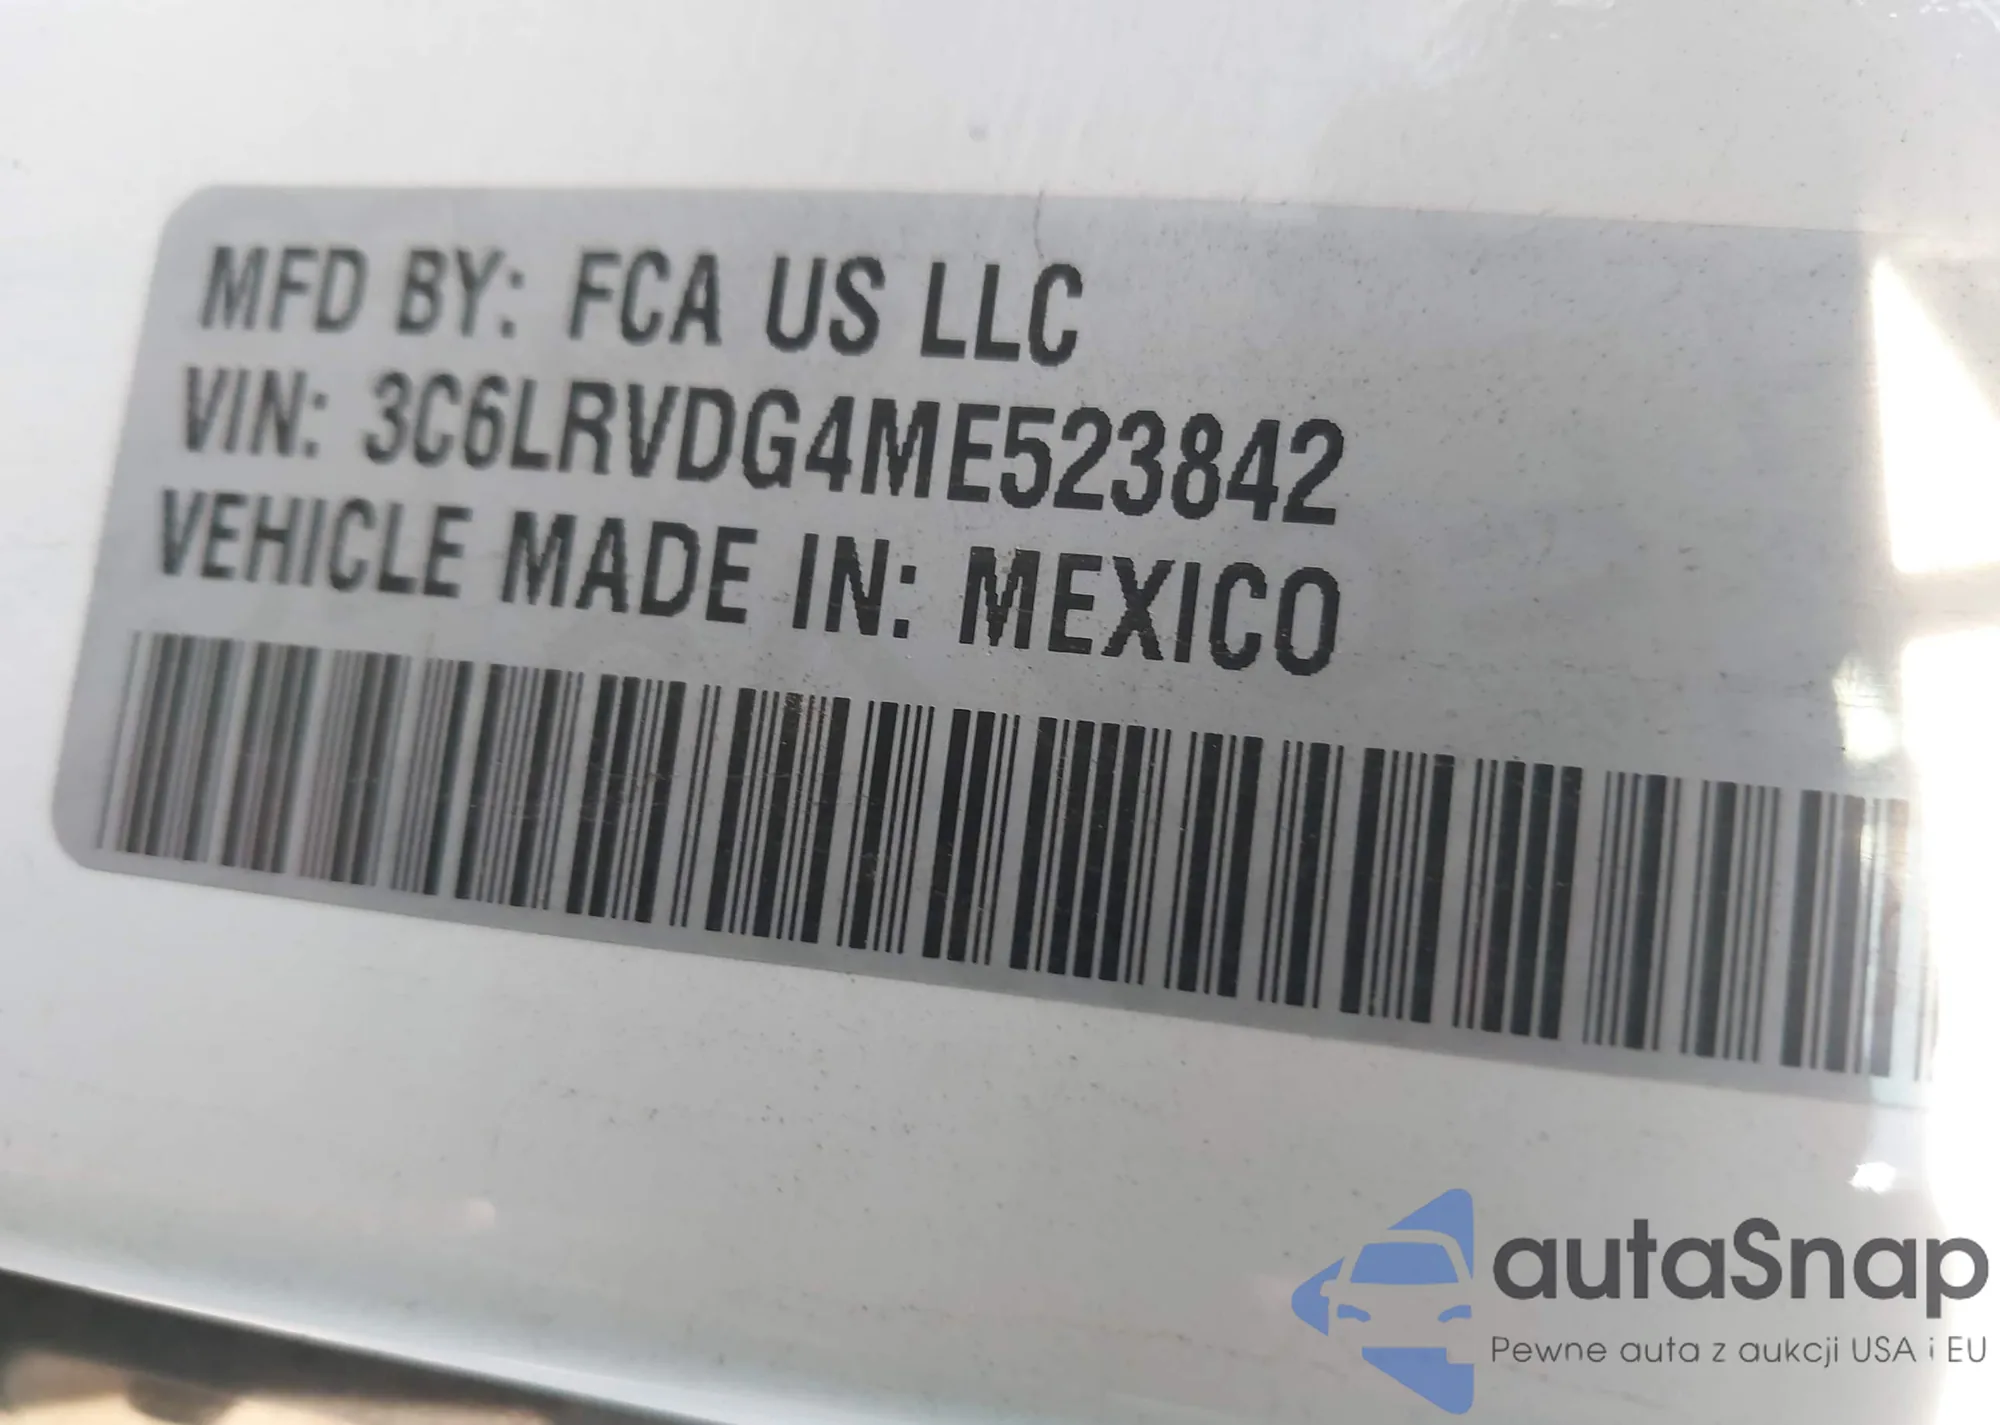 MFD BY: FCA US LLC
VIN: 3C6LRVDG4ME523842
VEHICLE MADE IN: MEXICO
autaSnap
Pewne auta z aukcji USA i EU